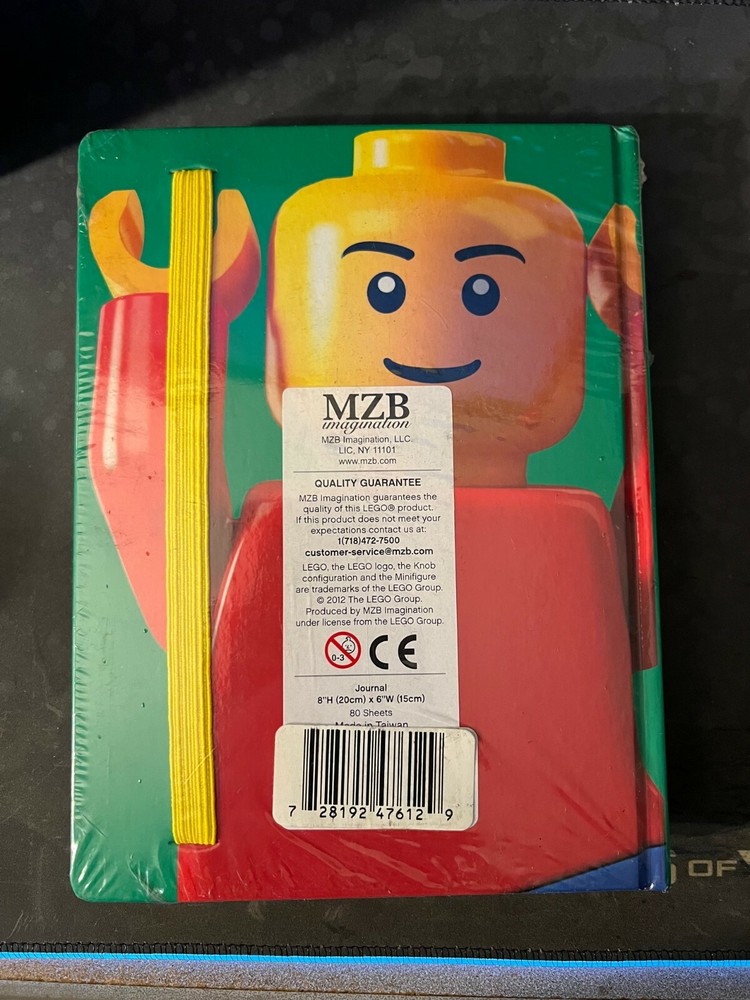 MZB
imagination
MZB Imagination, LLC.
LIC, NY 11101
www.mzb.com
QUALITY GUARANTEE
MZB Imagination guarantees the
quality of this LEGO® product.
If this product does not meet your
expectations contact us at:
1(718)472-7500
customer-service@mzb.com
LEGO, the LEGO logo, the Knob
configuration and the Minifigure
are trademarks of the LEGO Group.
© 2012 The LEGO Group.
Produced by MZB Imagination
under license from the LEGO Group.
0-3 CE
Journal
8"H (20cm) x 6"W (15cm)
80 Sheets
Made in Taiwan
7 28192 47612 9
OF